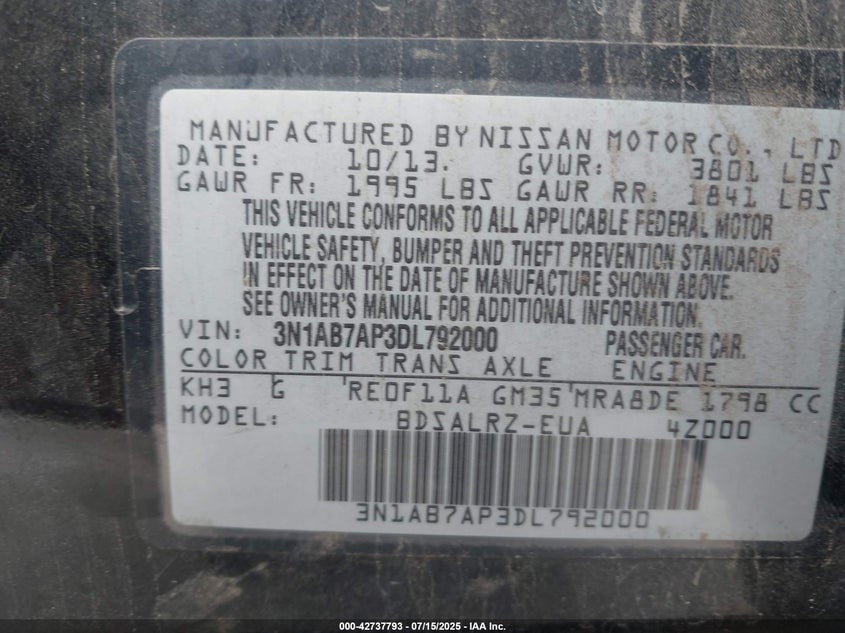 MANUFACTURED BY NISSAN MOTOR CO., LTD
DATE: 10/13. GVWR: 3801 LBS
GAWR FR: 1995 LBS GAWR RR: 1841 LBS
THIS VEHICLE CONFORMS TO ALL APPLICABLE FEDERAL MOTOR
VEHICLE SAFETY, BUMPER AND THEFT PREVENTION STANDARDS
IN EFFECT ON THE DATE OF MANUFACTURE SHOWN ABOVE.
SEE OWNER'S MANUAL FOR ADDITIONAL INFORMATION.
VIN: 3N1AB7AP3DL792000 PASSENGER CAR.
COLOR TRIM TRANS AXLE ENGINE
KH3 G RE0F11A GM35 MRA8DE 1798 CC
MODEL: BDSALRZ-EUA 4Z000
3N1AB7AP3DL792000
000-42737793 - 07/15/2025 - IAA Inc.